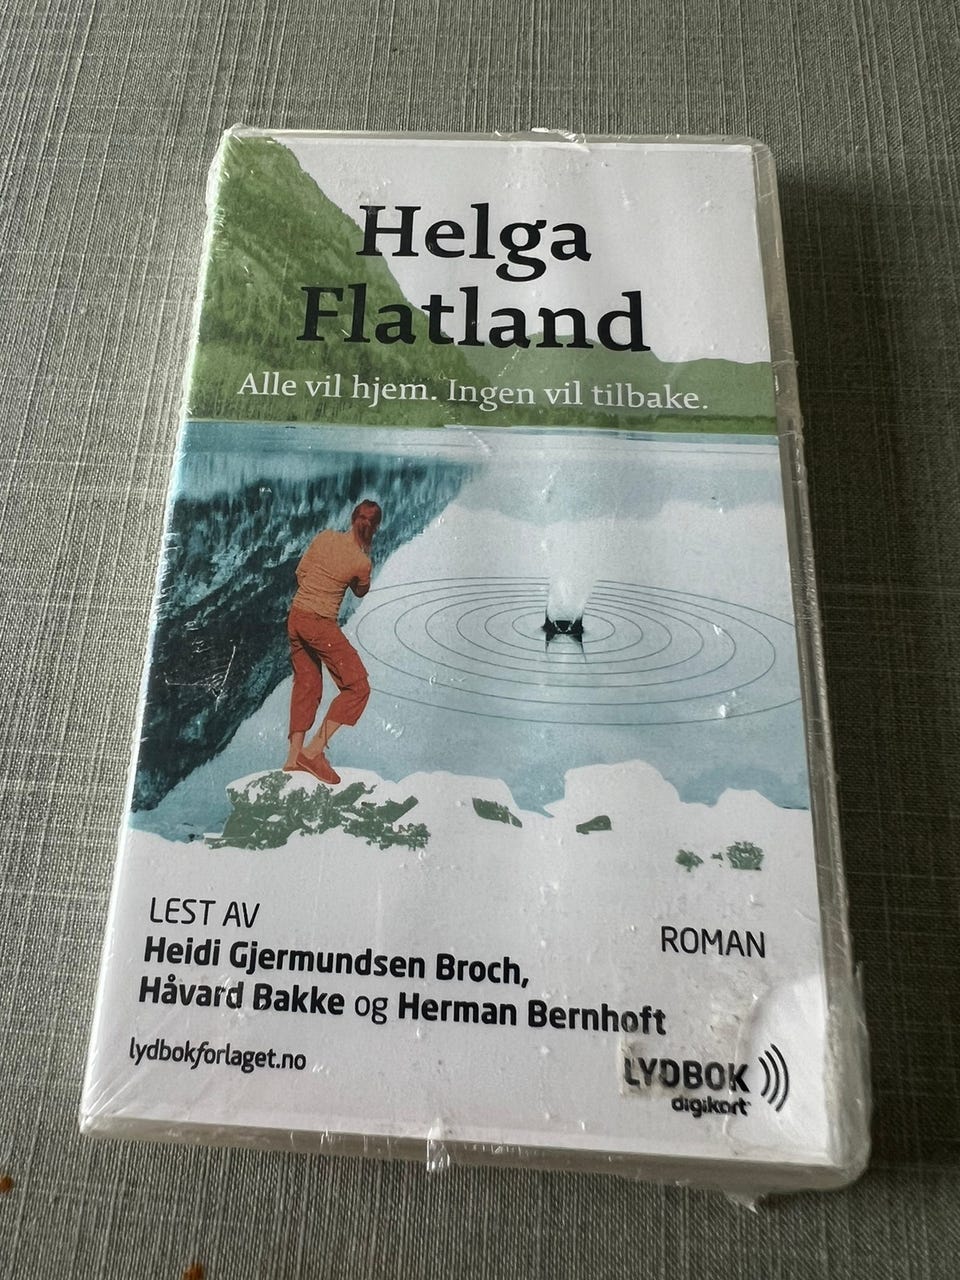 Helga
Flatland
Alle vil hjem. Ingen vil tilbake.
LEST AV
Heidi Gjermundsen Broch,
Håvard Bakke og Herman Bernhoft
ROMAN
lydbokforlaget.no
LYDBOK
digikort